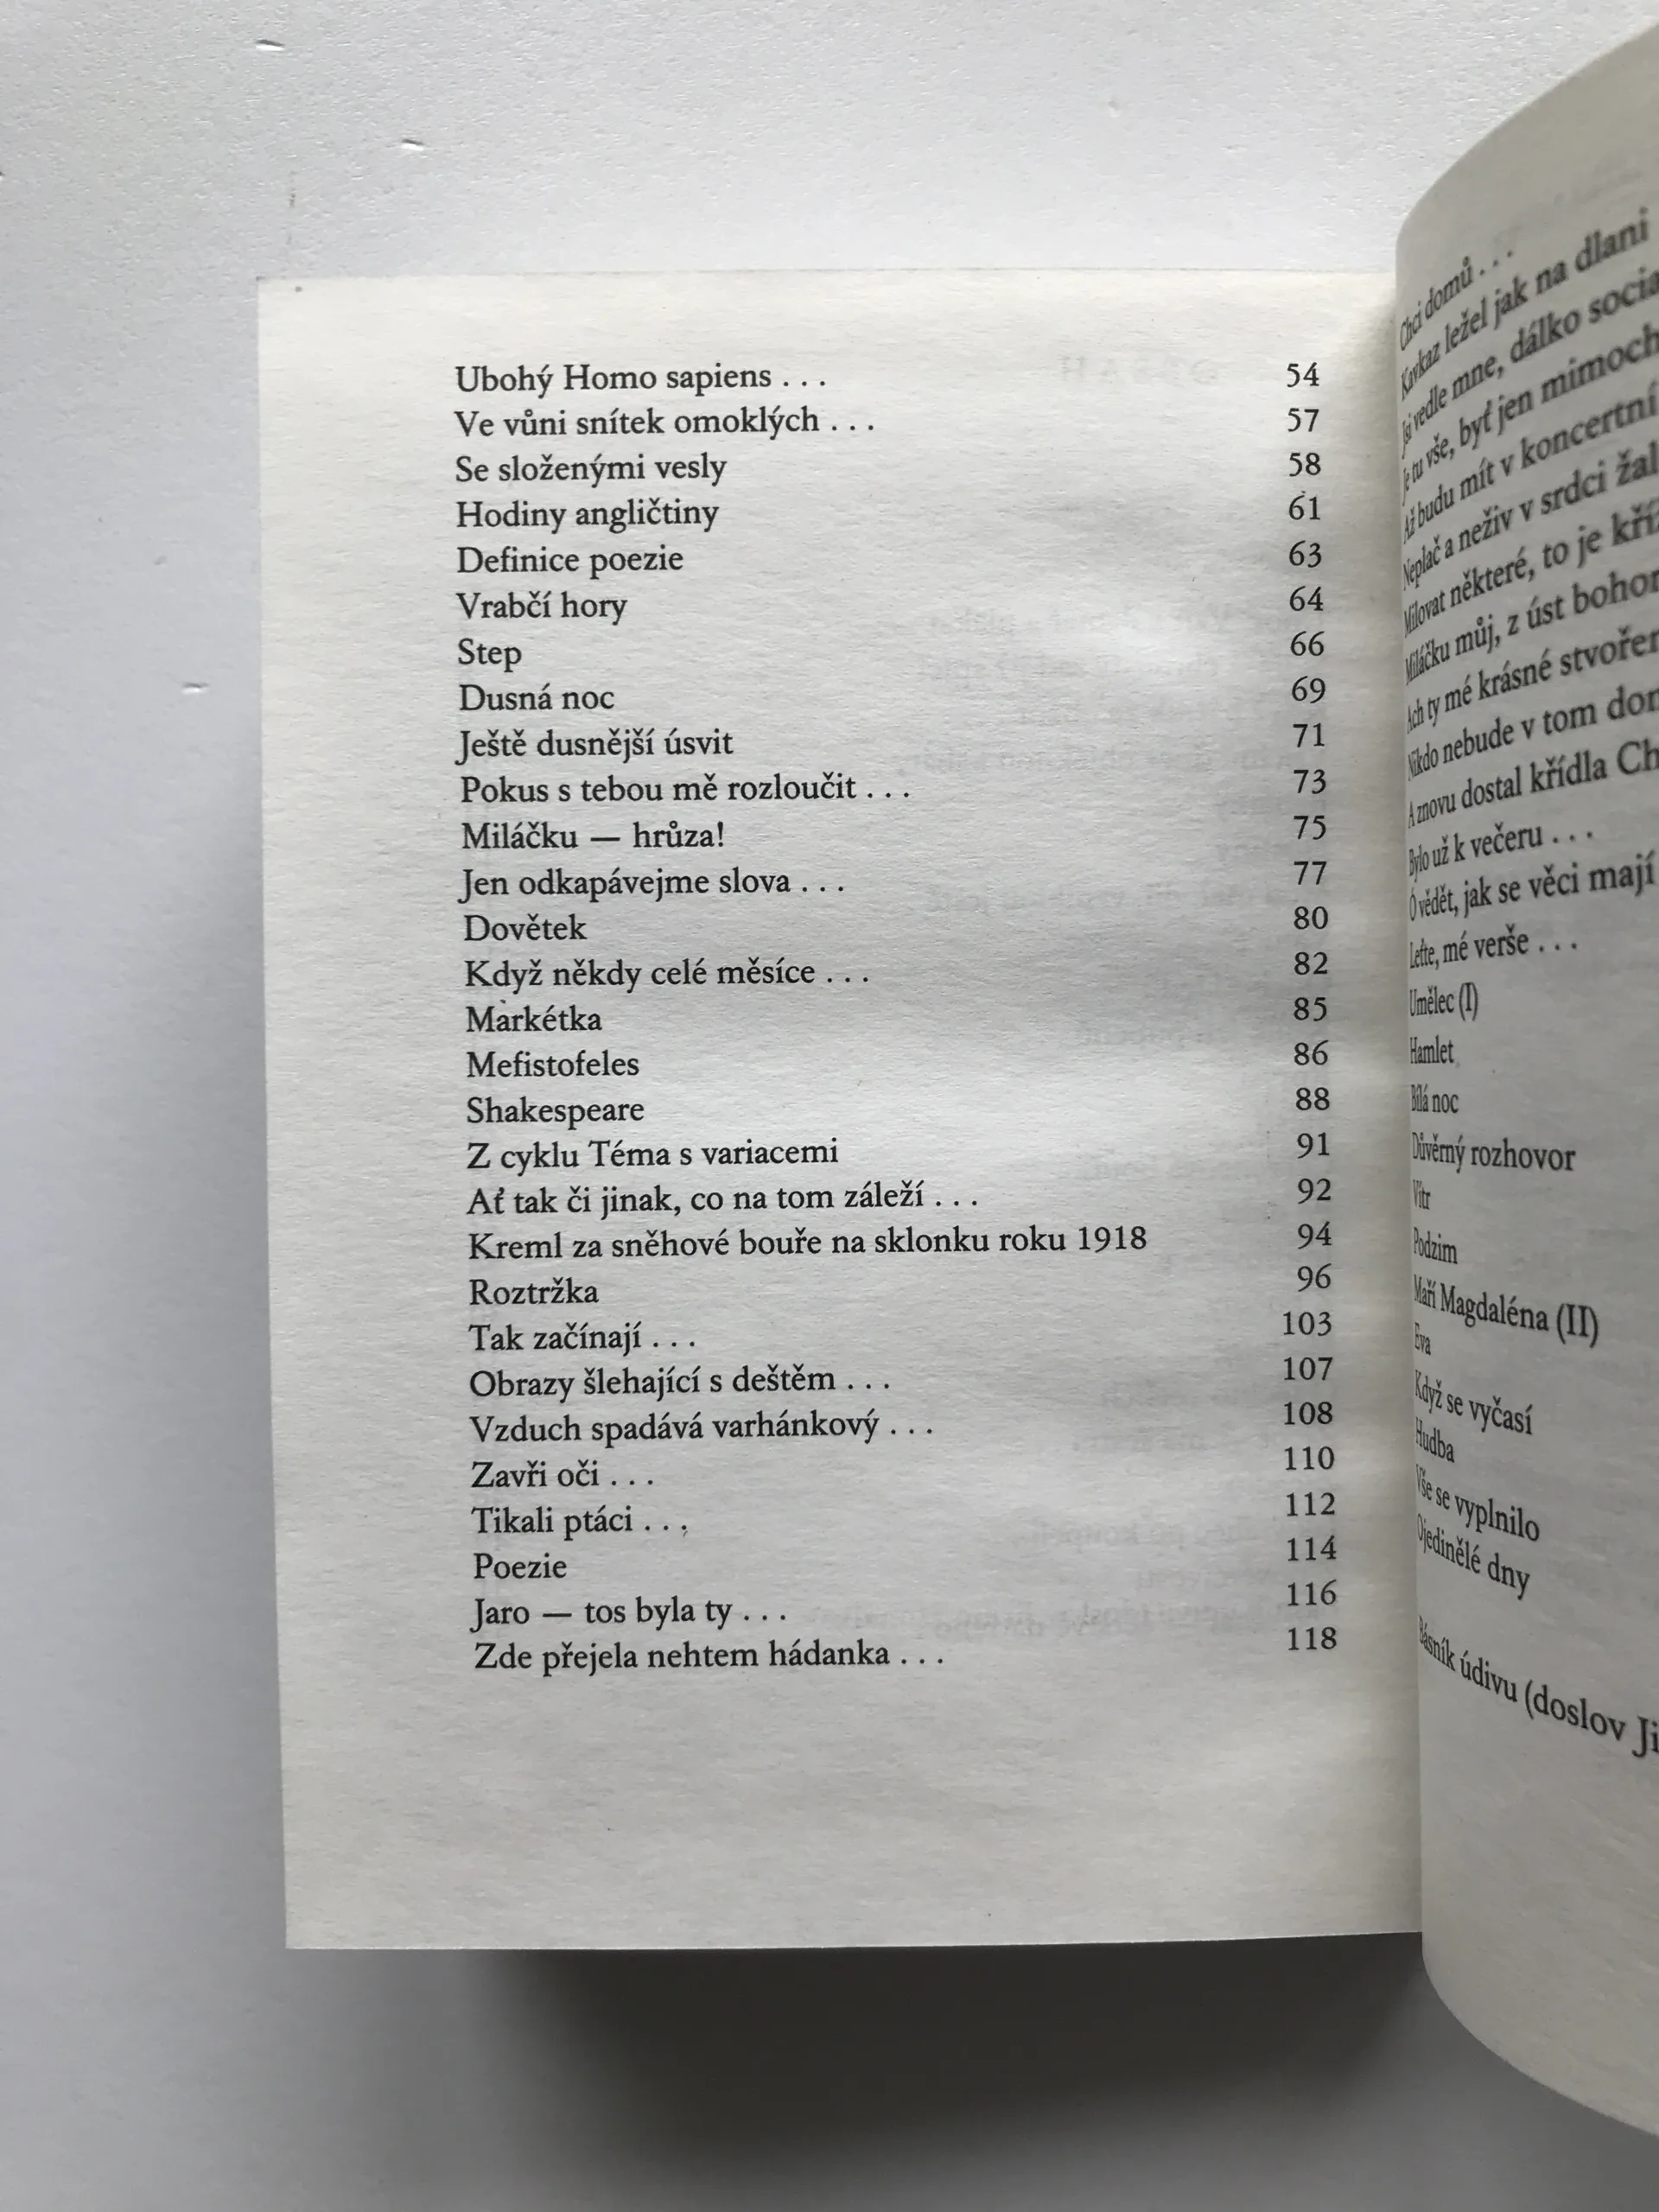 Ubohý Homo sapiens . . . 54
Ve vůni snítek omoklých . . . 57
Se složenými vesly 58
Hodiny angličtiny 61
Definice poezie 63
Vrabčí hory 64
Step 66
Dusná noc 69
Ještě dusnější úsvit 71
Pokus s tebou mě rozloučit . . . 73
Miláčku — hrůza! 75
Jen odkapávejme slova . . . 77
Dovětek 80
Když někdy celé měsíce . . . 82
Markétka 85
Mefistofeles 86
Shakespeare 88
Z cyklu Téma s variacemi 91
Ať tak či jinak, co na tom záleží . . . 92
Kreml za sněhové bouře na sklonku roku 1918 94
Roztržka 96
Tak začínají . . . 103
Obrazy šlehající s deštěm . . . 107
Vzduch spadává varhánkový . . . 108
Zavři oči . . . 110
Tikali ptáci . . . 112
Poezie 114
Jaro — tos byla ty . . . 116
Zde přejela nehtem hádanka . . . 118
Chci domů . . .
Kavkaz ležel jak na dlani
Jsi vedle mne, dálko socia
Je tu vše, byť jen mimoch
Až budu mít v koncertní
Neplač a neživ v srdci žal
Milovat některé, to je kří
Miláčku můj, z úst bohor
Ach ty mé krásné stvořen
Nikdo nebude v tom dor
A znovu dostal křídla Ch
Bylo už k večeru . . .
Ó vědět, jak se věci mají
Leťte, mé verše . . .
Umělec (I)
Hamlet
Bílá noc
Důvěrný rozhovor
Vítr
Podzim
Maří Magdaléna (II)
Eva
Když se vyčasí
Hudba
Vše se vyplnilo
Ojedinělé dny
Básník údivu (doslov Ji